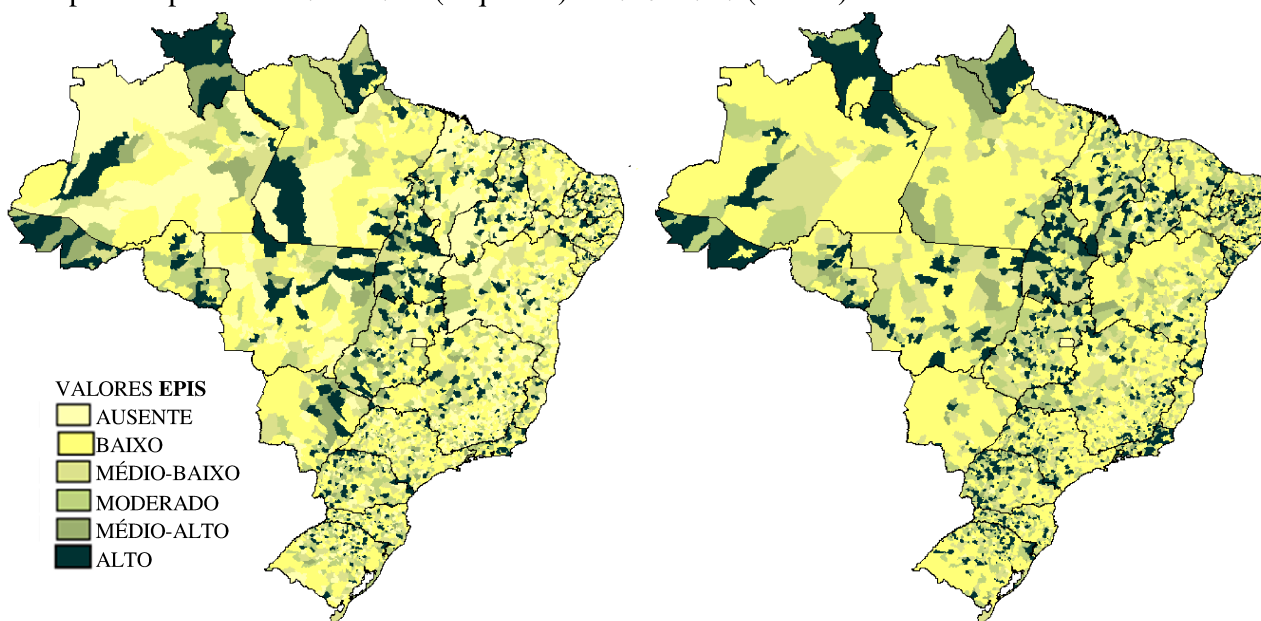 VALORES EPIS
AUSENTE
BAIXO
MÉDIO-BAIXO
MODERADO
MÉDIO-ALTO
ALTO